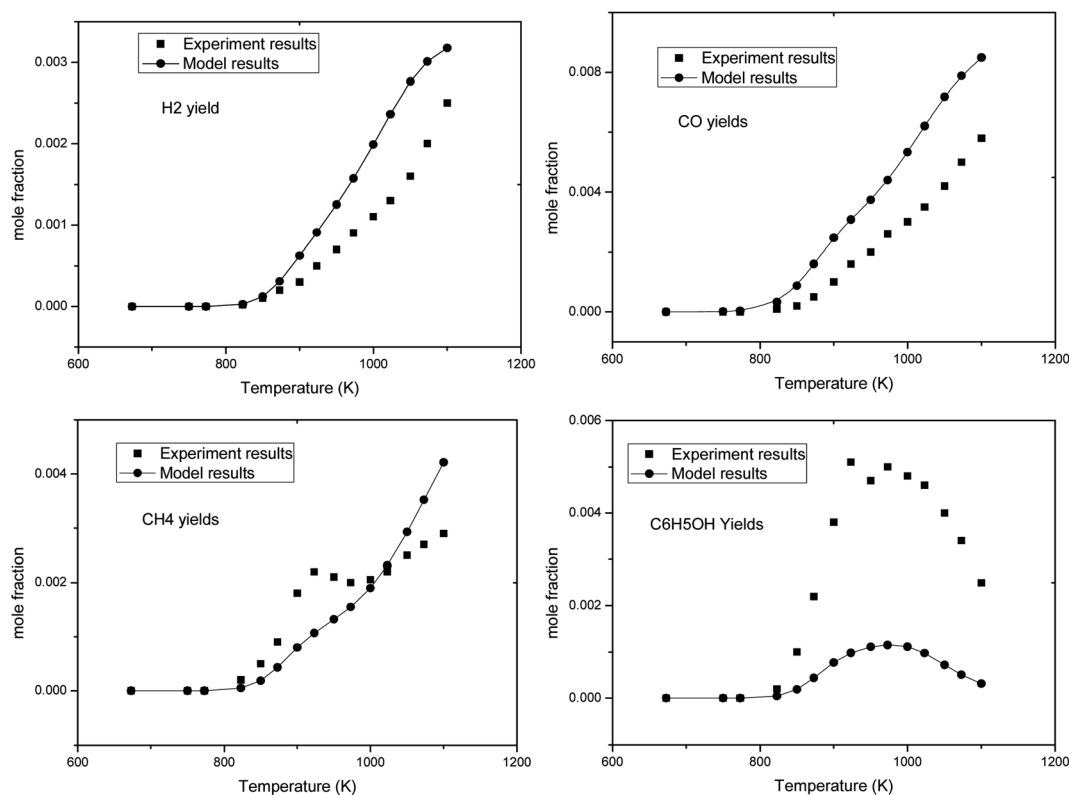 Experiment results
Model results
H2 yield
mole fraction
0.003
0.002
0.001
0.000
600
800
1000
1200
Temperature (K)
Experiment results
Model results
CO yields
mole fraction
0.008
0.004
0.000
600
800
1000
1200
Temperature (K)
Experiment results
Model results
CH4 yields
mole fraction
0.004
0.002
0.000
600
800
1000
1200
Temperature (K)
Experiment results
Model results
C6H5OH Yields
mole fraction
0.006
0.004
0.002
0.000
600
800
1000
1200
Temperature (K)